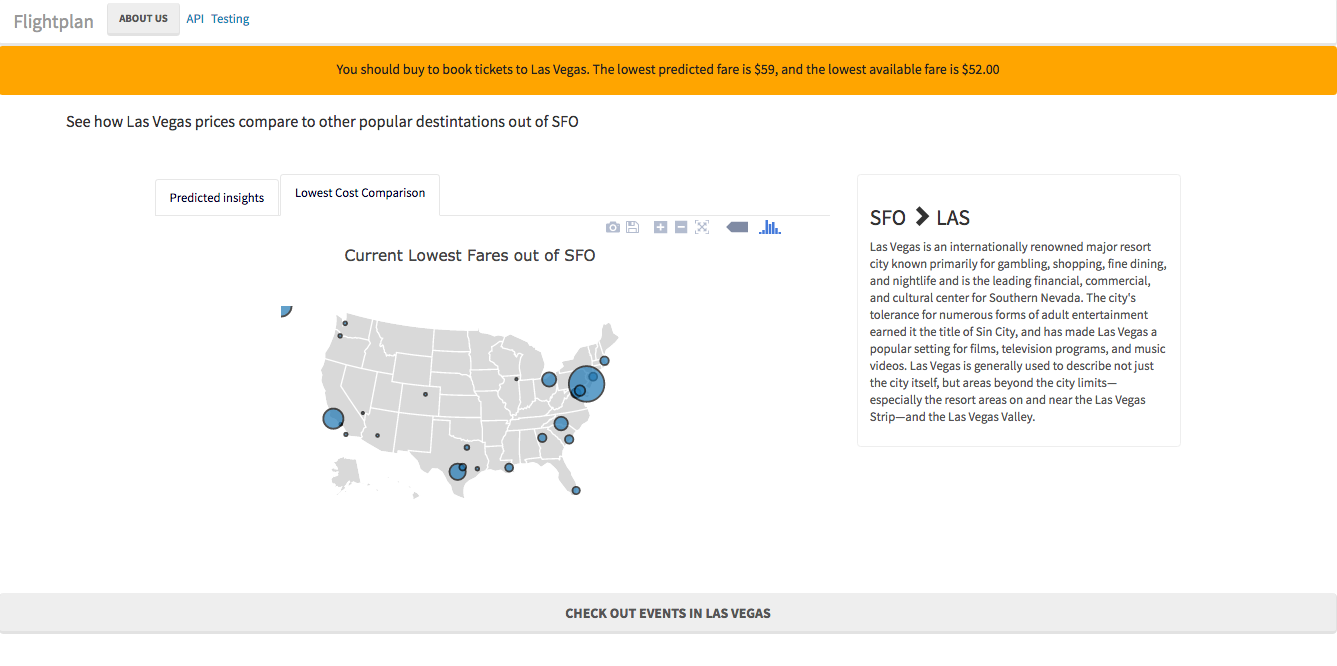 Flightplan ABOUT US API Testing
You should buy to book tickets to Las Vegas. The lowest predicted fare is $59, and the lowest available fare is $52.00
See how Las Vegas prices compare to other popular destintations out of SFO
Predicted insights Lowest Cost Comparison
Current Lowest Fares out of SFO
SFO LAS
Las Vegas is an internationally renowned major resort
city known primarily for gambling, shopping, fine dining,
and nightlife and is the leading financial, commercial,
and cultural center for Southern Nevada. The city's
tolerance for numerous forms of adult entertainment
earned it the title of Sin City, and has made Las Vegas a
popular setting for films, television programs, and music
videos. Las Vegas is generally used to describe not just
the city itself, but areas beyond the city limits—
especially the resort areas on and near the Las Vegas
Strip—and the Las Vegas Valley.
CHECK OUT EVENTS IN LAS VEGAS